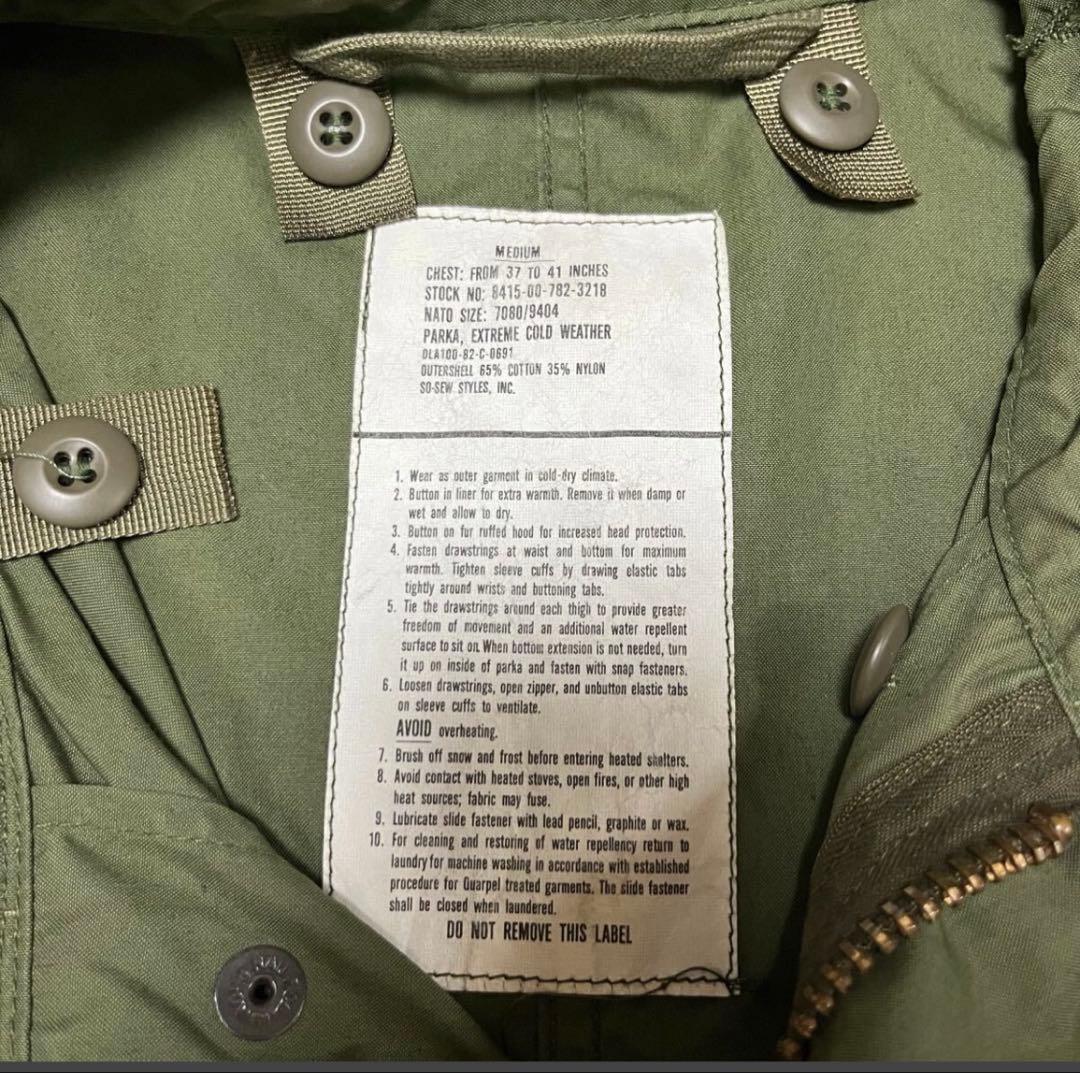 MEDIUM
CHEST: FROM 37 TO 41 INCHES
STOCK NO: 8415-00-782-3218
NATO SIZE: 7080/9404
PARKA, EXTREME COLD WEATHER
DLA100-82-C-0691
OUTERSHELL 65% COTTON 35% NYLON
SO-SEW STYLES, INC.
1. Wear as outer garment in cold-dry climate.
2. Button in liner for extra warmth. Remove it when damp or
wet and allow to dry.
3. Button on fur ruffed hood for increased head protection.
4. Fasten drawstrings at waist and bottom for maximum
warmth. Tighten sleeve cuffs by drawing elastic tabs
tightly around wrists and buttoning tabs.
5. Tie the drawstrings around each thigh to provide greater
freedom of movement and an additional water repellent
surface to sit on. When bottom extension is not needed, turn
it up on inside of parka and fasten with snap fasteners.
6. Loosen drawstrings, open zipper, and unbutton elastic tabs
on sleeve cuffs to ventilate.
AVOID overheating.
7. Brush off snow and frost before entering heated shelters.
8. Avoid contact with heated stoves, open fires, or other high
heat sources; fabric may fuse.
9. Lubricate slide fastener with lead pencil, graphite or wax.
10. For cleaning and restoring of water repellency return to
laundry for machine washing in accordance with established
procedure for Quarpel treated garments. The slide fastener
shall be closed when laundered.
DO NOT REMOVE THIS LABEL